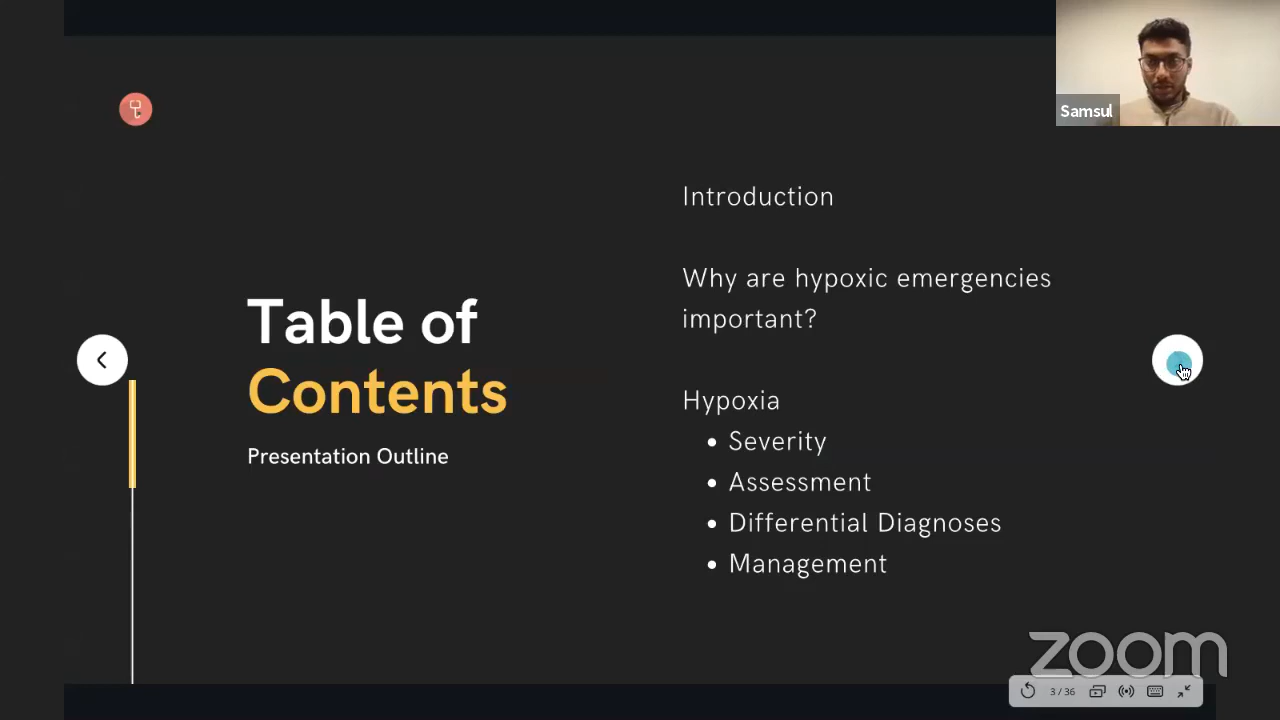 Samsul
Introduction
Why are hypoxic emergencies
important?
Table of
Contents
Presentation Outline
Hypoxia
• Severity
• Assessment
• Differential Diagnoses
• Management
zoom
3 / 36